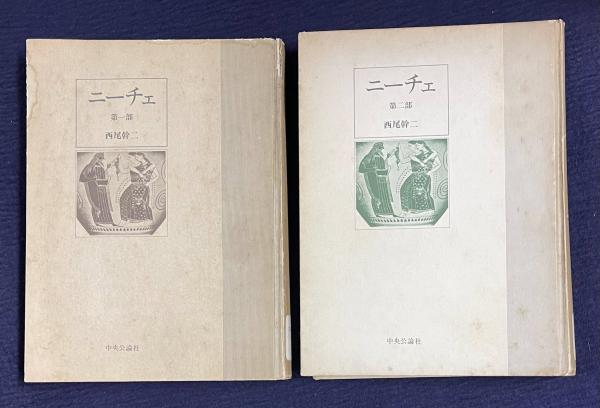 ニーチェ
第一部
西尾幹二
中央公論社
ニーチェ
第二部
西尾幹二
中央公論社